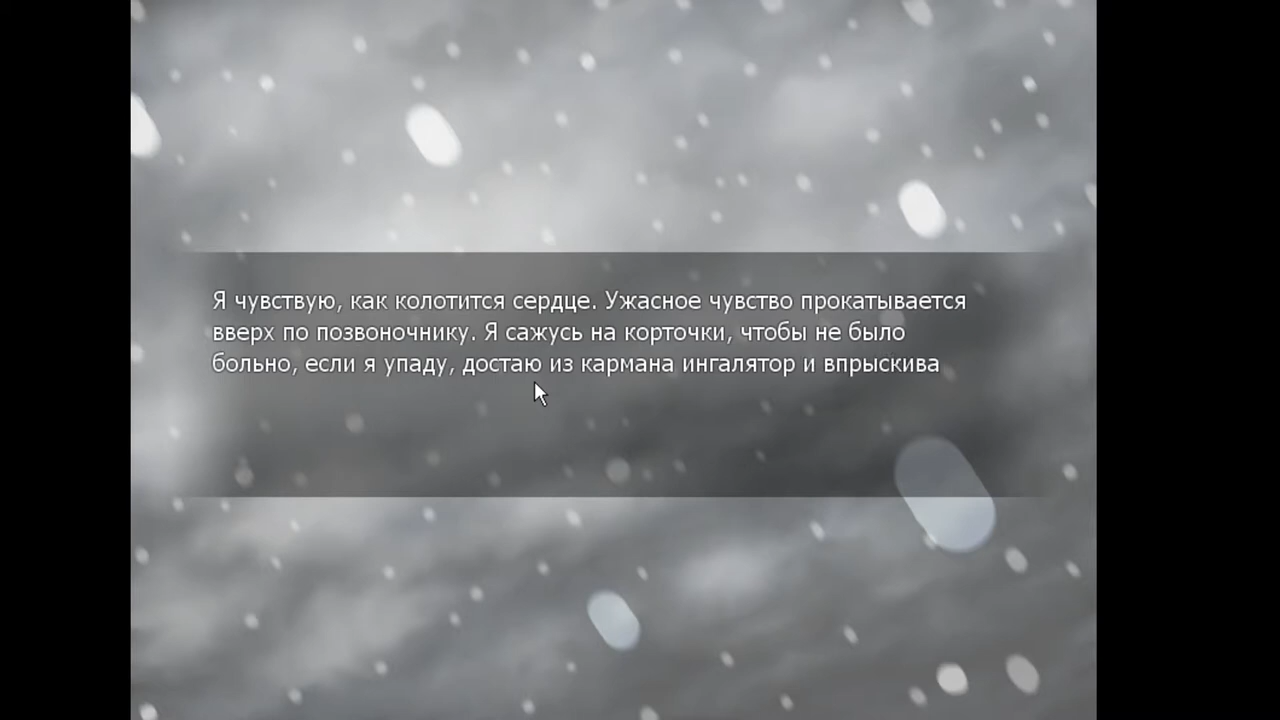 Я чувствую, как колотится сердце. Ужасное чувство прокатывается
вверх по позвоночнику. Я сажусь на корточки, чтобы не было
больно, если я упаду, достаю из кармана ингалятор и впрыскива